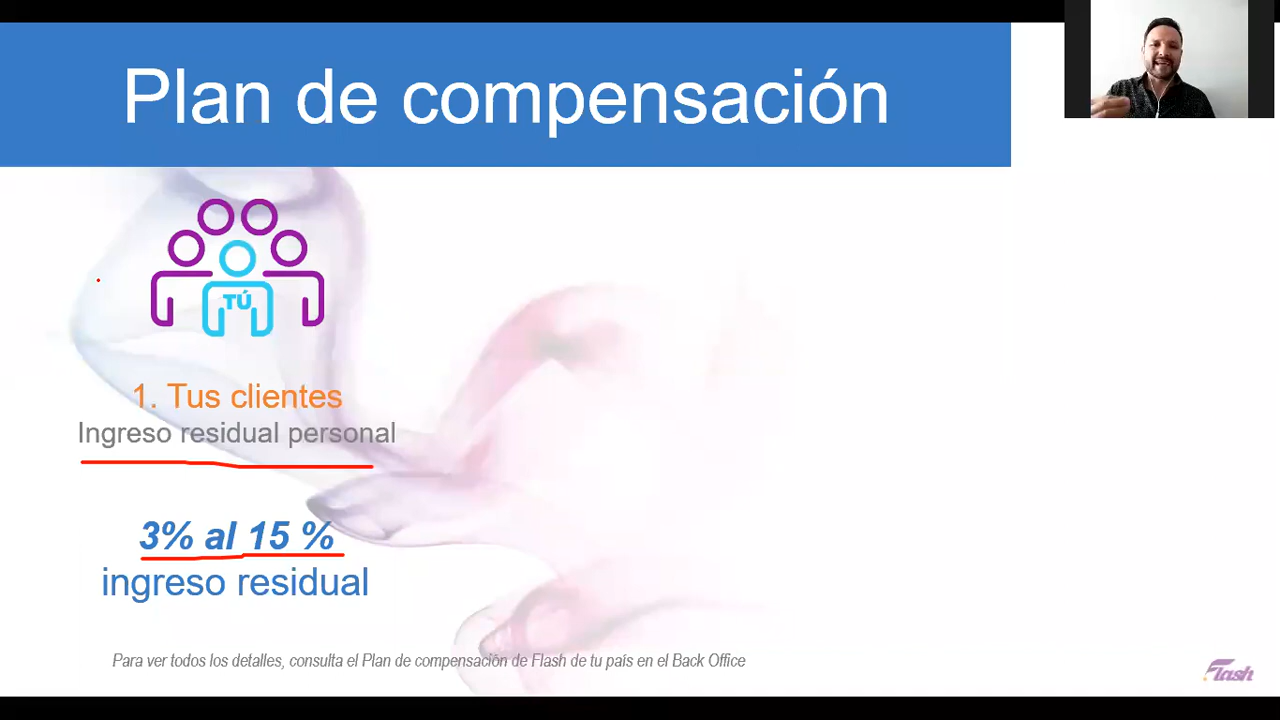 Plan de compensación
TÚ
1. Tus clientes
Ingreso residual personal
3% al 15 %
ingreso residual
Para ver todos los detalles, consulta el Plan de compensación de Flash de tu país en el Back Office
Flash